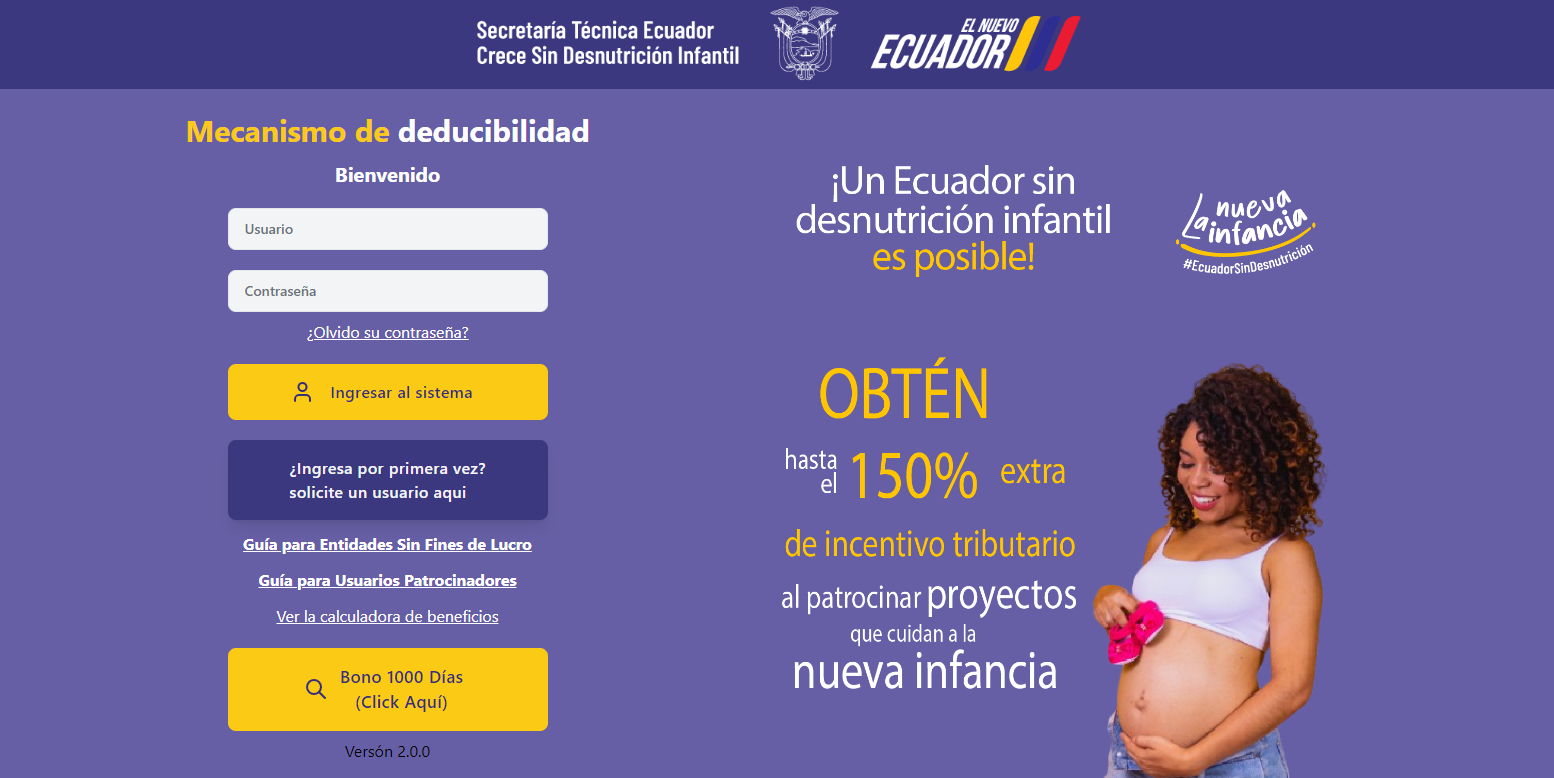 Secretaría Técnica Ecuador
Crece Sin Desnutrición Infantil
EL NUEVO
ECUADOR
Mecanismo de deducibilidad
Bienvenido
Usuario
Contraseña
¿Olvido su contraseña?
Ingresar al sistema
¿Ingresa por primera vez?
solicite un usuario aqui
Guía para Entidades Sin Fines de Lucro
Guía para Usuarios Patrocinadores
Ver la calculadora de beneficios
Bono 1000 Días
(Click Aquí)
Versón 2.0.0
¡Un Ecuador sin
desnutrición infantil
es posible!
La nueva
infancia
#EcuadorSinDesnutrición
OBTÉN
hasta
el 150% extra
de incentivo tributario
al patrocinar proyectos
que cuidan a la
nueva infancia